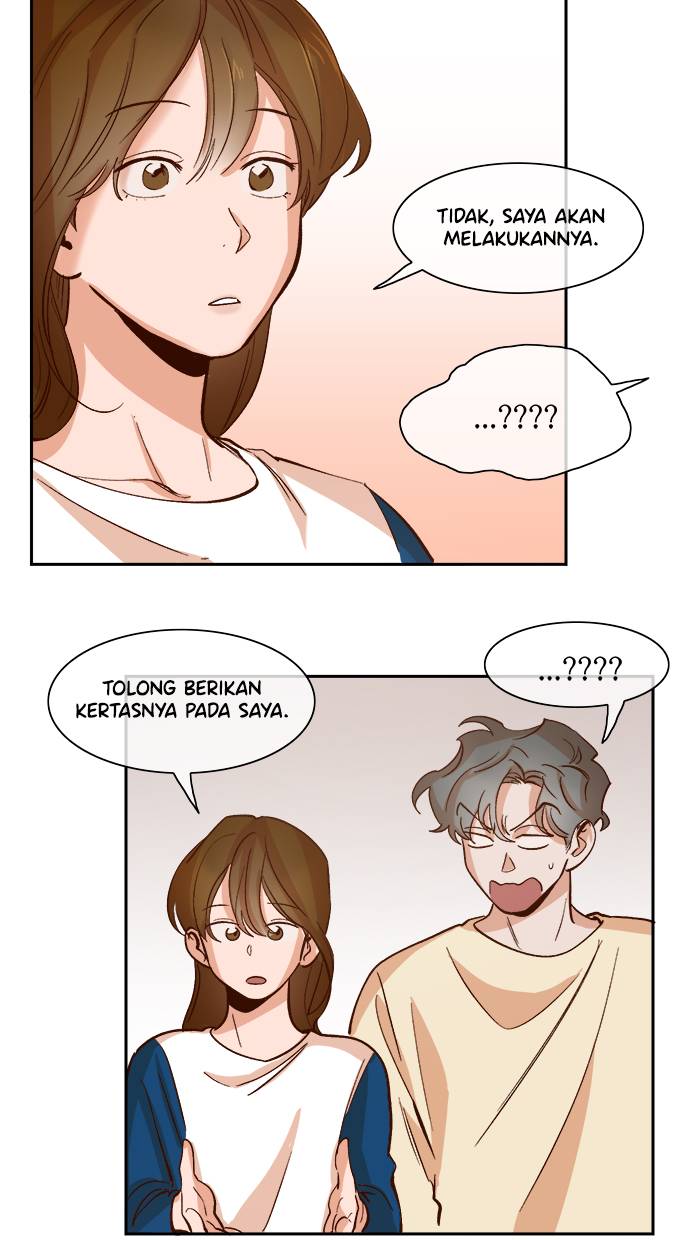 TIDAK, SAYA AKAN
MELAKUKANNYA.
...????
...????
TOLONG BERIKAN
KERTASNYA PADA SAYA.